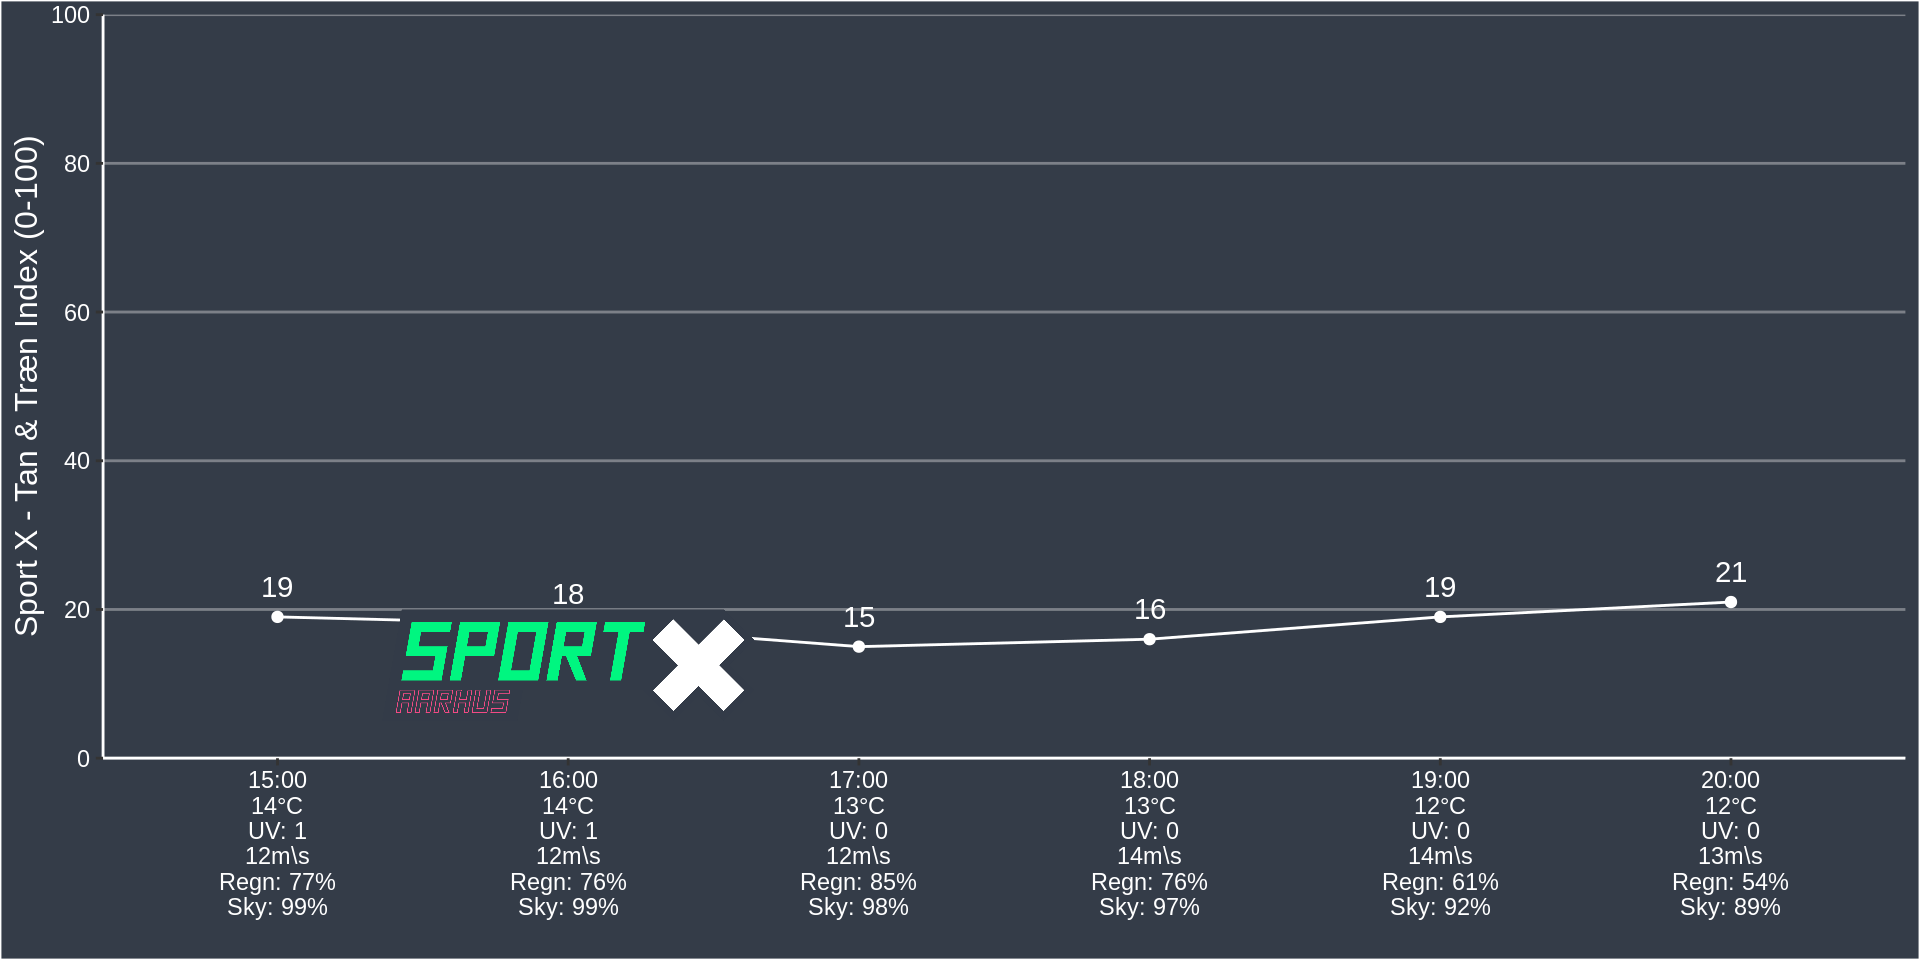 Sport X - Tan & Træn Index (0-100)
100
80
60
40
20
0
19
18
15
16
19
21
SPORT X
AARHUS
15:00 16:00 17:00 18:00 19:00 20:00
14°C 14°C 13°C 13°C 12°C 12°C
UV: 1 UV: 1 UV: 0 UV: 0 UV: 0 UV: 0
12m\s 12m\s 12m\s 14m\s 14m\s 13m\s
Regn: 77% Regn: 76% Regn: 85% Regn: 76% Regn: 61% Regn: 54%
Sky: 99% Sky: 99% Sky: 98% Sky: 97% Sky: 92% Sky: 89%